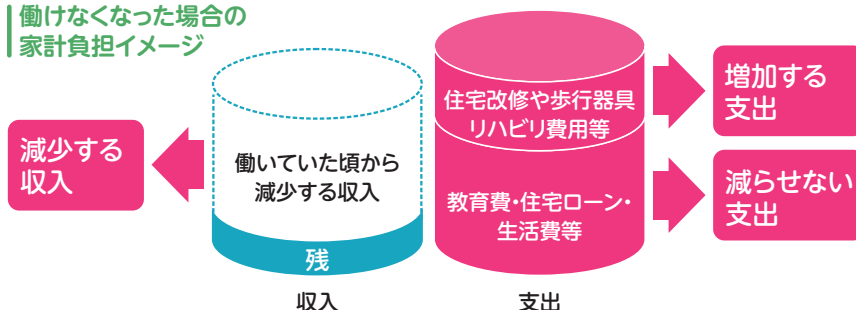 働けなくなった場合の
家計負担イメージ
減少する
収入
働いていた頃から
減少する収入
残
収入
住宅改修や歩行器具
リハビリ費用等
教育費・住宅ローン・
生活費等
支出
増加する
支出
減らせない
支出